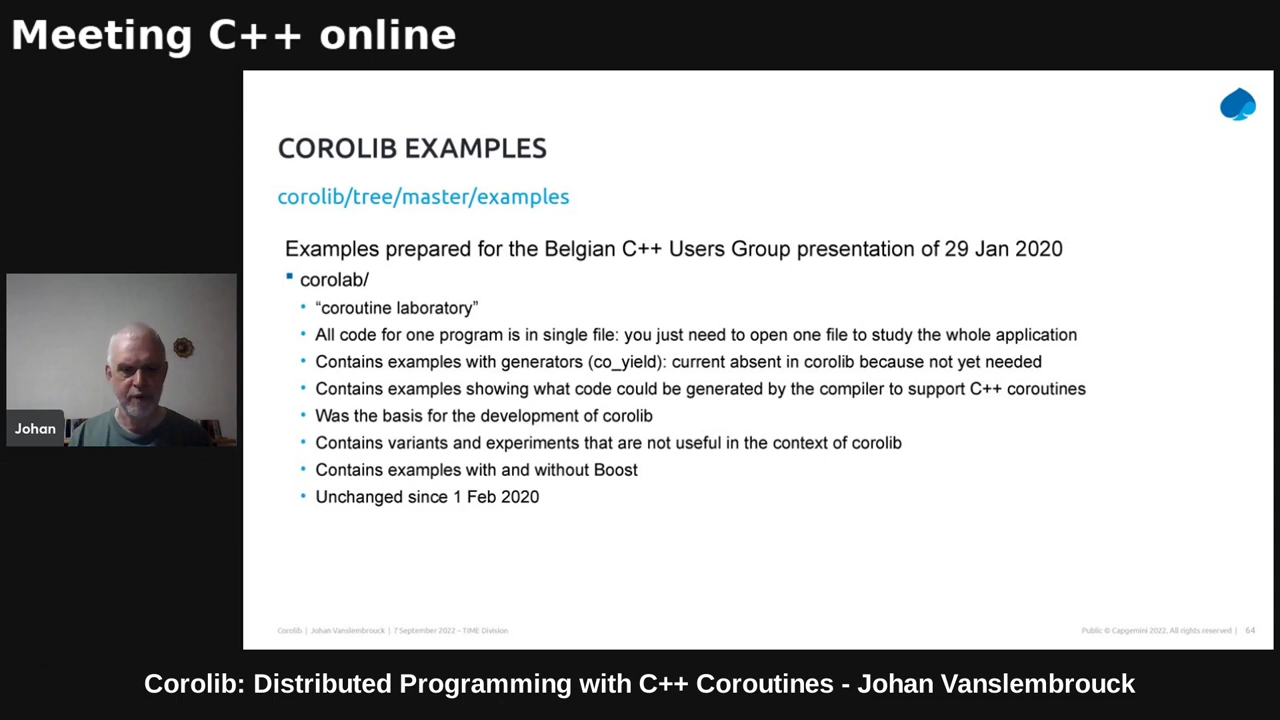 Meeting C++ online
COROLIB EXAMPLES
corolib/tree/master/examples
Examples prepared for the Belgian C++ Users Group presentation of 29 Jan 2020
corolab/
“coroutine laboratory”
All code for one program is in single file: you just need to open one file to study the whole application
Contains examples with generators (co_yield): current absent in corolib because not yet needed
Contains examples showing what code could be generated by the compiler to support C++ coroutines
Was the basis for the development of corolib
Contains variants and experiments that are not useful in the context of corolib
Contains examples with and without Boost
Unchanged since 1 Feb 2020
Johan
Corolib | Johan Vanslembrouck | 7 September 2022 – TIME Division
Public © Capgemini 2022. All rights reserved | 64
Corolib: Distributed Programming with C++ Coroutines - Johan Vanslembrouck